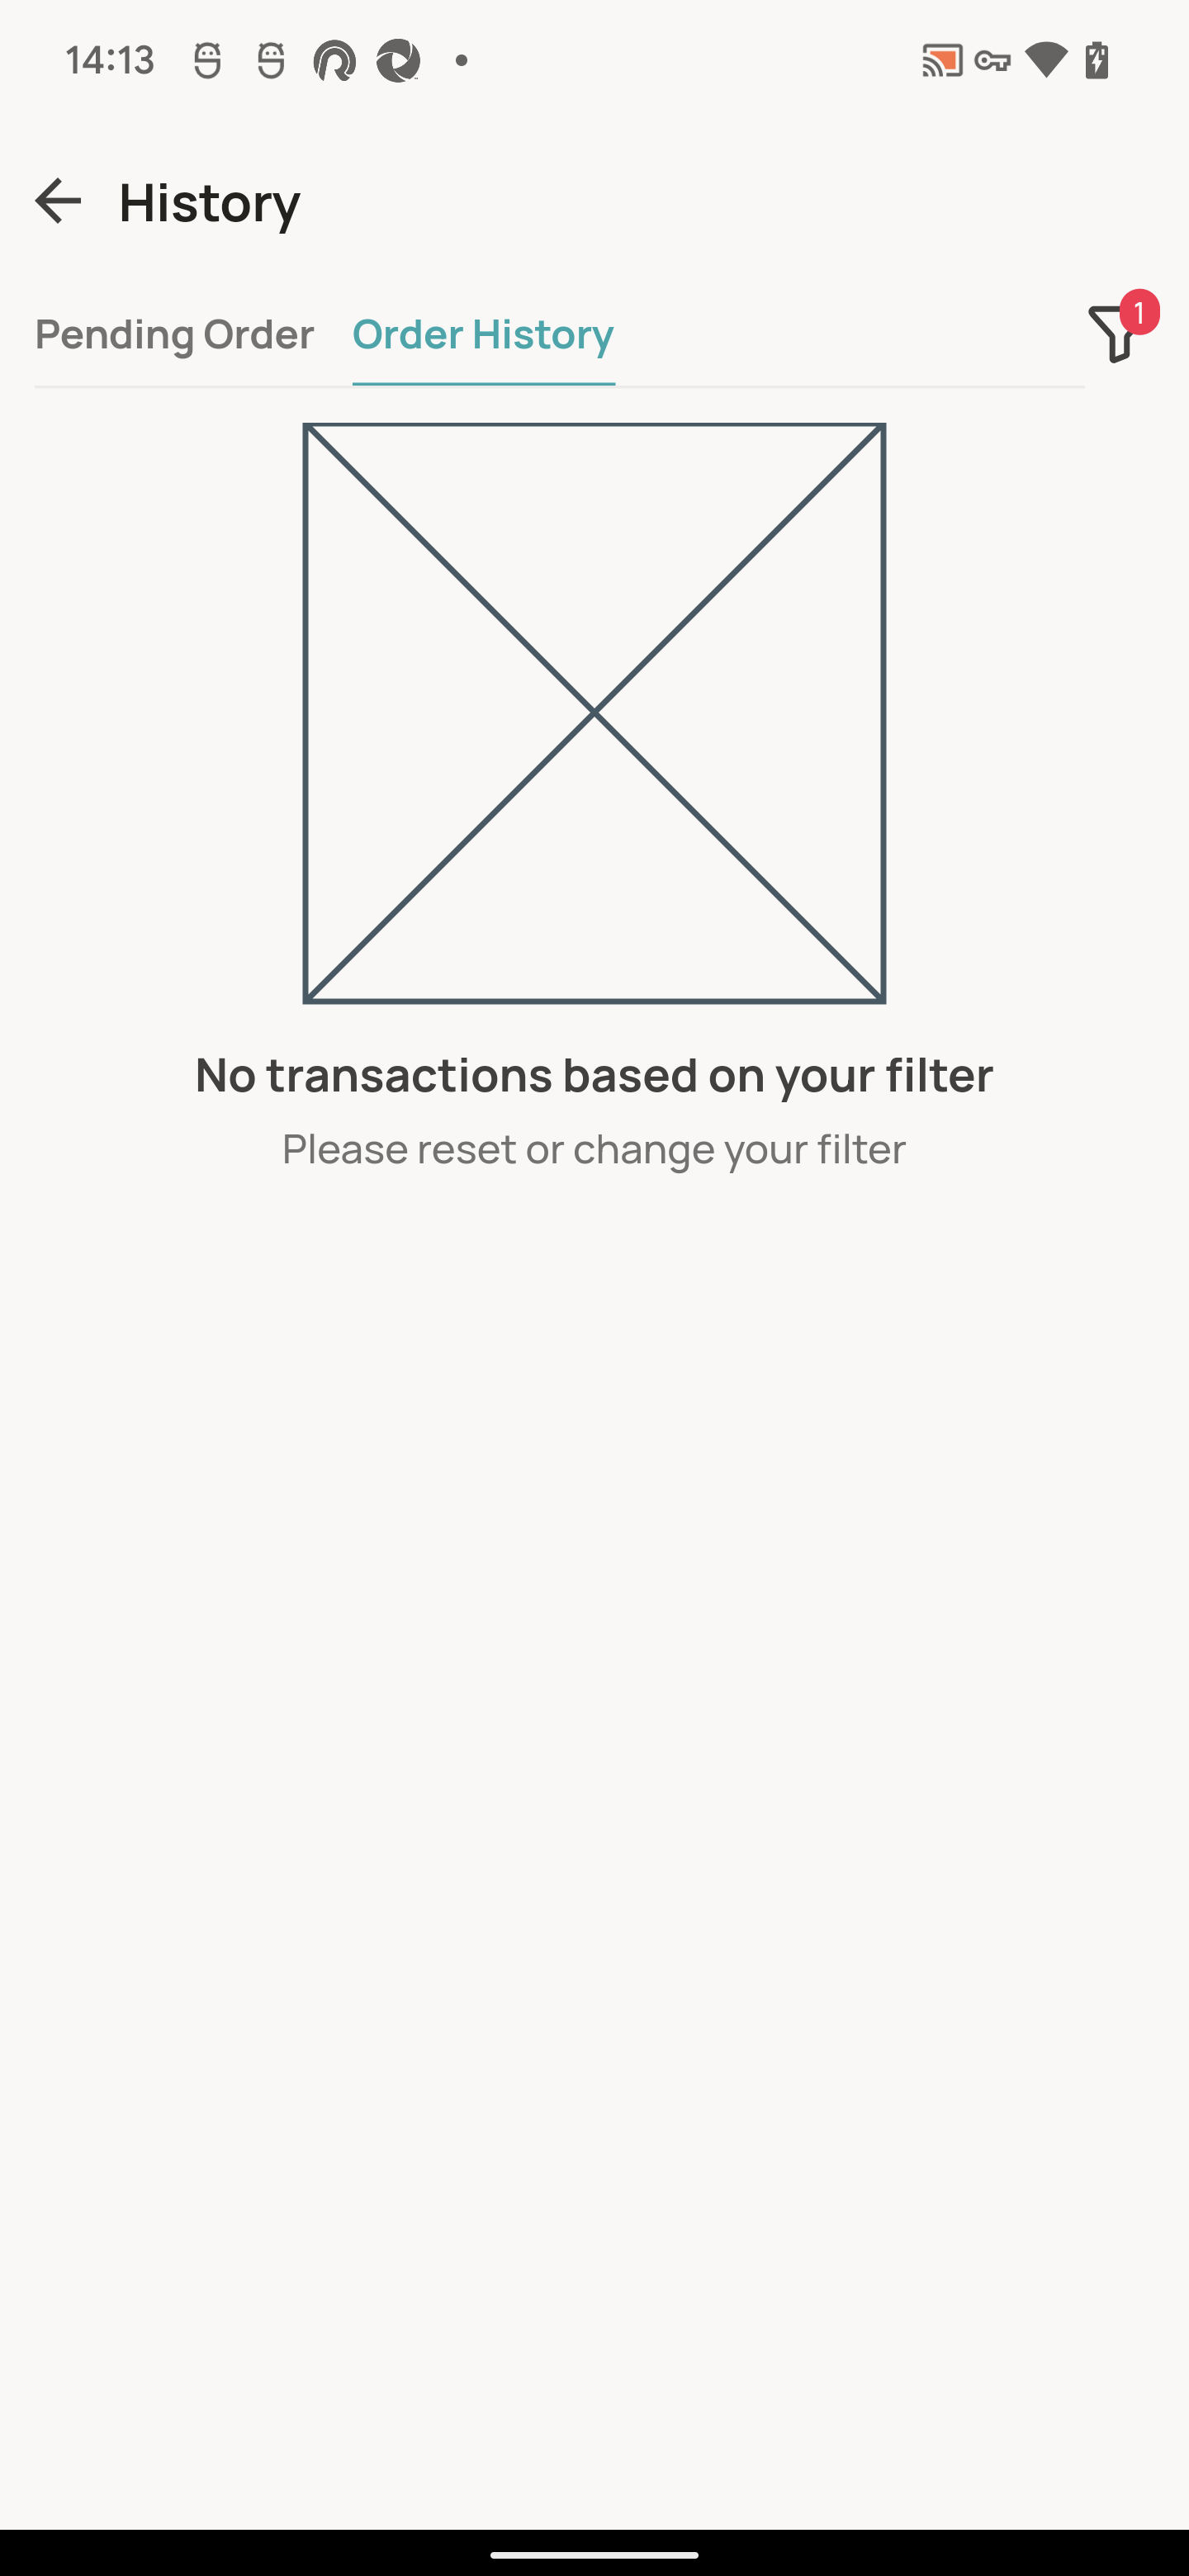 14:13
History
Pending Order
Order History
1
No transactions based on your filter
Please reset or change your filter